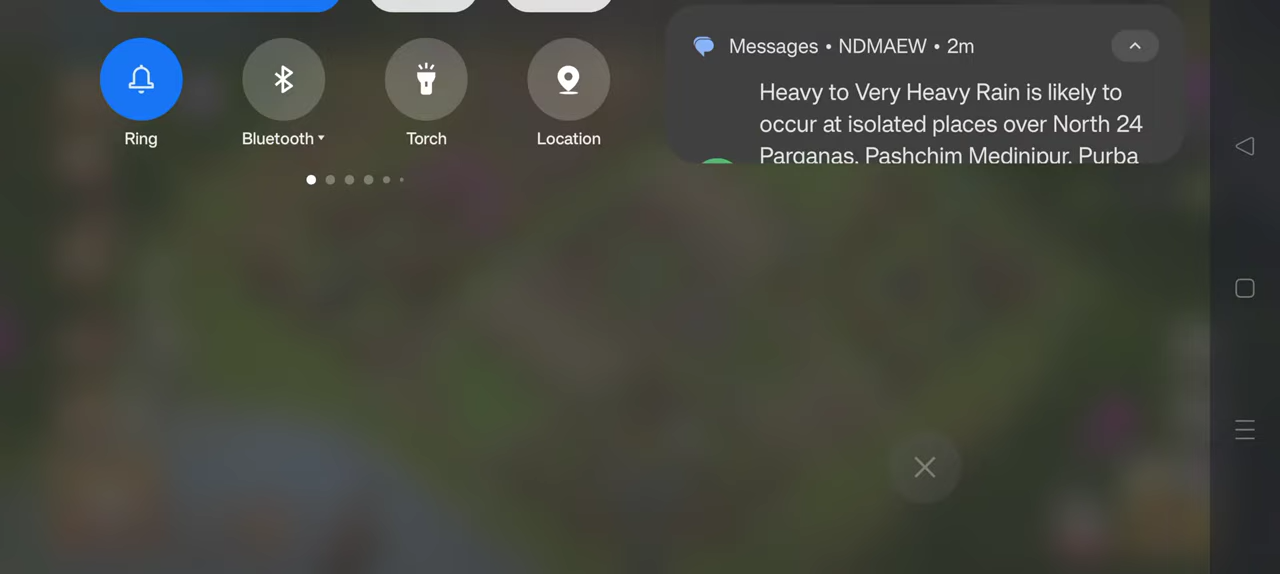 Ring
Bluetooth
Torch
Location
Messages • NDMAEW • 2m
Heavy to Very Heavy Rain is likely to
occur at isolated places over North 24
Parganas, Pashchim Medinipur, Purba